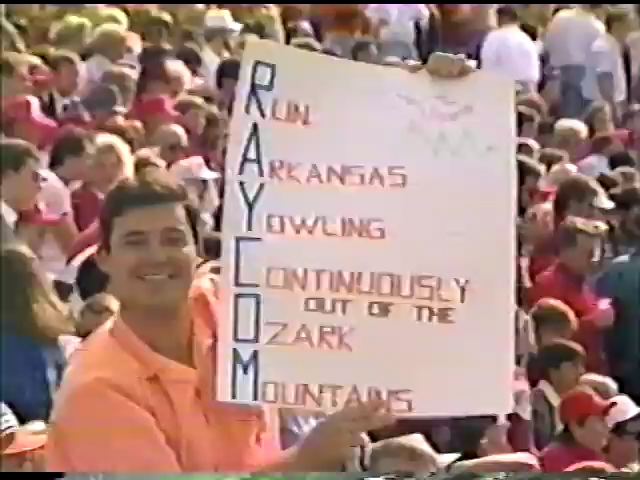 RUN
ARKANSAS
YOWLING
CONTINUOUSLY
OUT OF THE
OZARK
MOUNTAINS